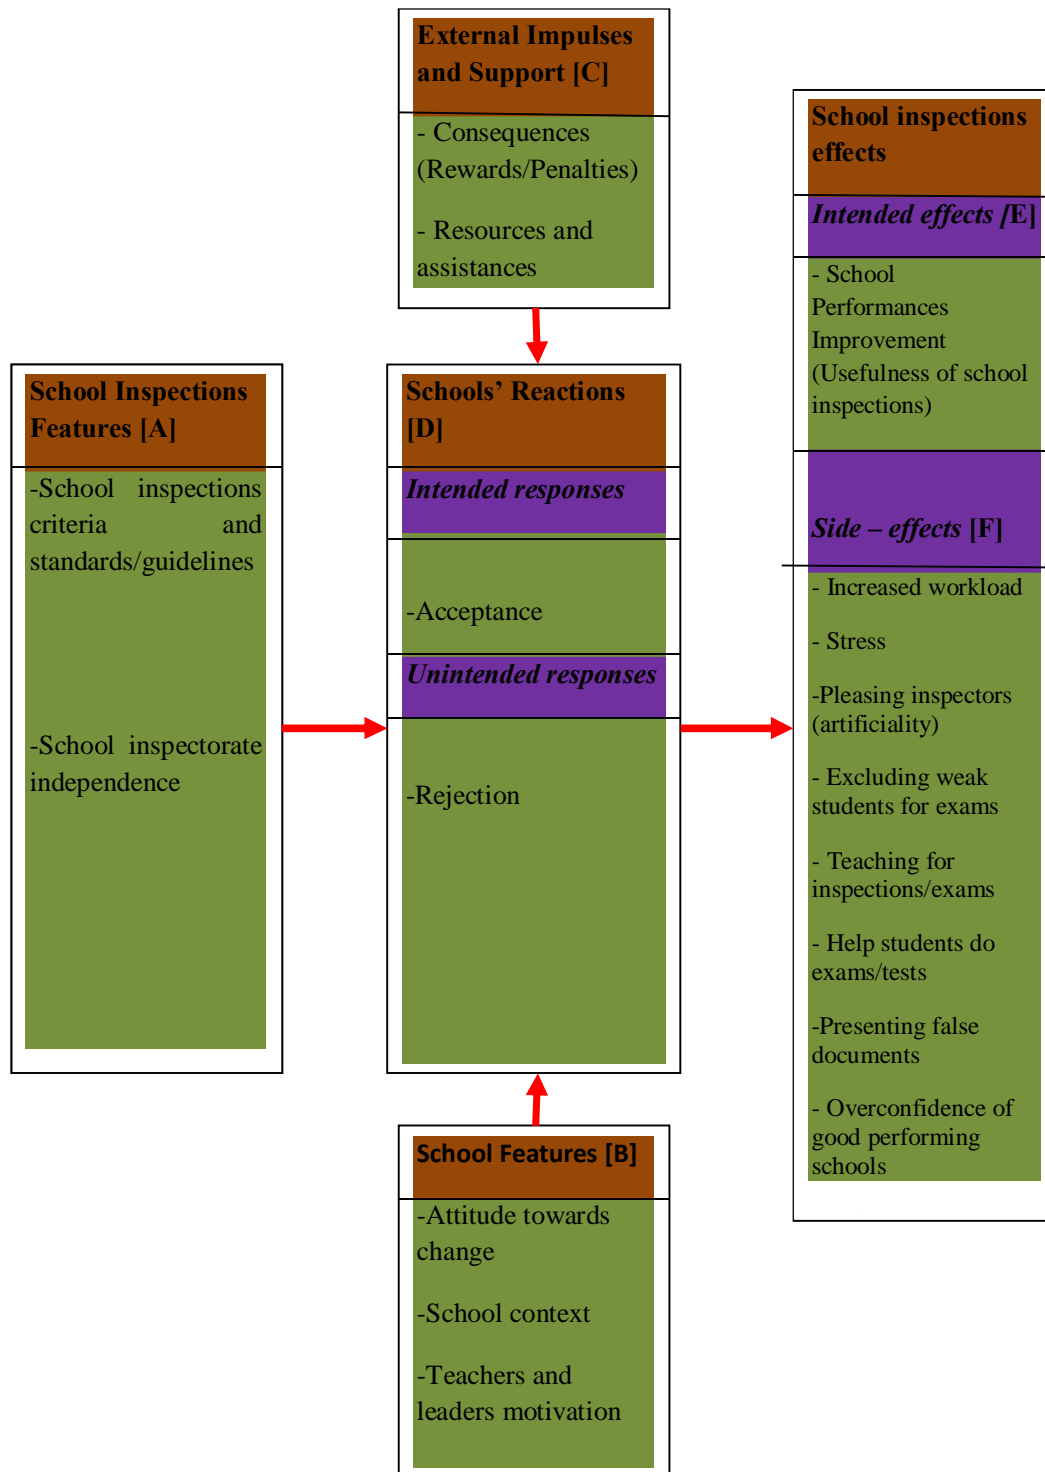 External Impulses
and Support [C]
- Consequences
(Rewards/Penalties)
- Resources and
assistances
School Inspections
Features [A]
-School inspections
criteria and
standards/guidelines
-School inspectorate
independence
Schools’ Reactions
[D]
Intended responses
-Acceptance
Unintended responses
-Rejection
School Features [B]
-Attitude towards
change
-School context
-Teachers and
leaders motivation
School inspections
effects
Intended effects [E]
- School
Performances
Improvement
(Usefulness of school
inspections)
Side – effects [F]
- Increased workload
- Stress
-Pleasing inspectors
(artificiality)
- Excluding weak
students for exams
- Teaching for
inspections/exams
- Help students do
exams/tests
-Presenting false
documents
- Overconfidence of
good performing
schools